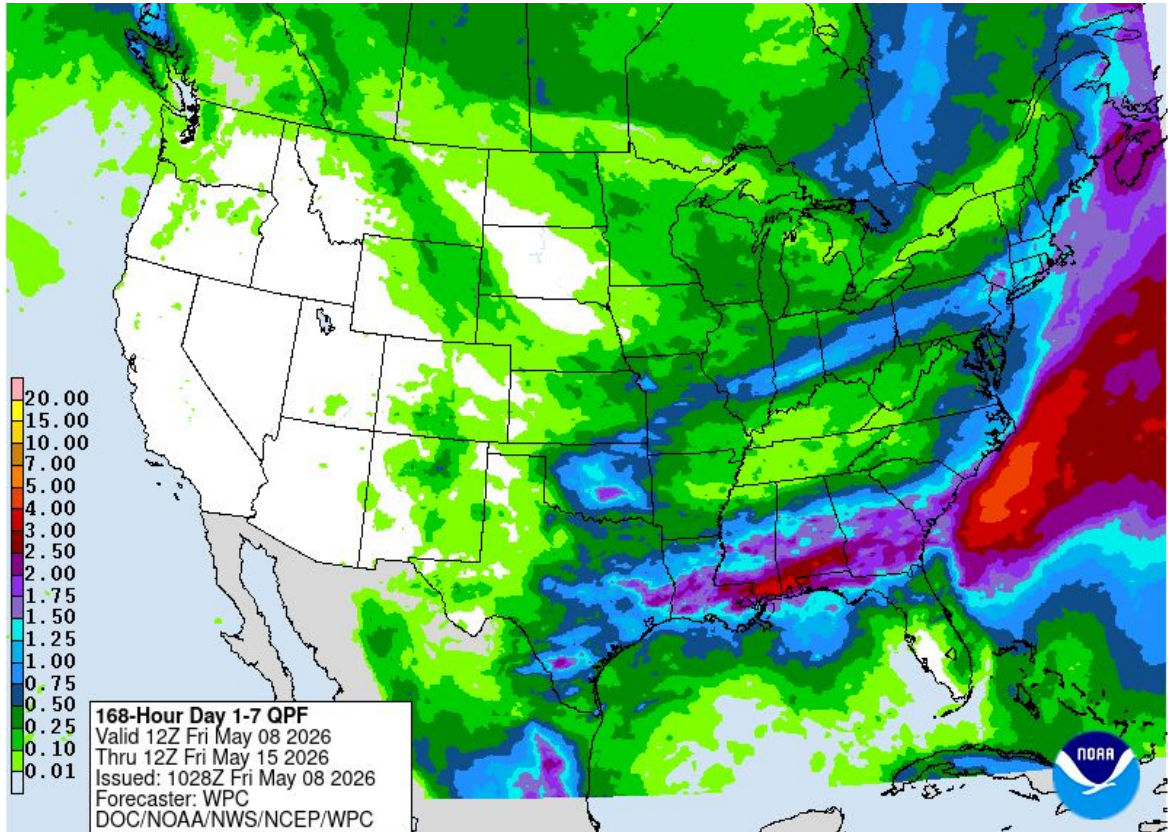 20.00
15.00
10.00
7.00
5.00
4.00
3.00
2.50
2.00
1.75
1.50
1.25
1.00
0.75
0.50
0.25
0.10
0.01
168-Hour Day 1-7 QPF
Valid 12Z Fri May 08 2026
Thru 12Z Fri May 15 2026
Issued: 1028Z Fri May 08 2026
Forecaster: WPC
DOC/NOAA/NWS/NCEP/WPC
NOAA